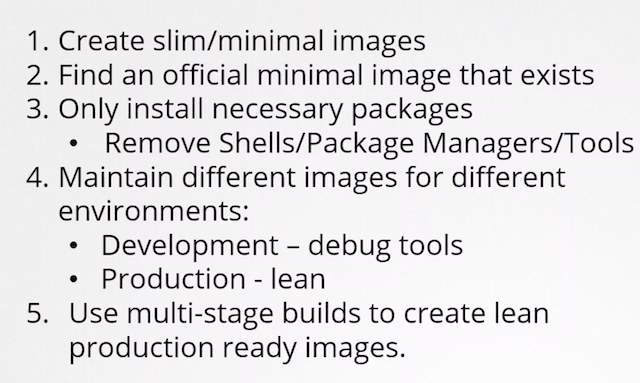 1. Create slim/minimal images
2. Find an official minimal image that exists
3. Only install necessary packages
• Remove Shells/Package Managers/Tools
4. Maintain different images for different
environments:
• Development – debug tools
• Production - lean
5. Use multi-stage builds to create lean
production ready images.